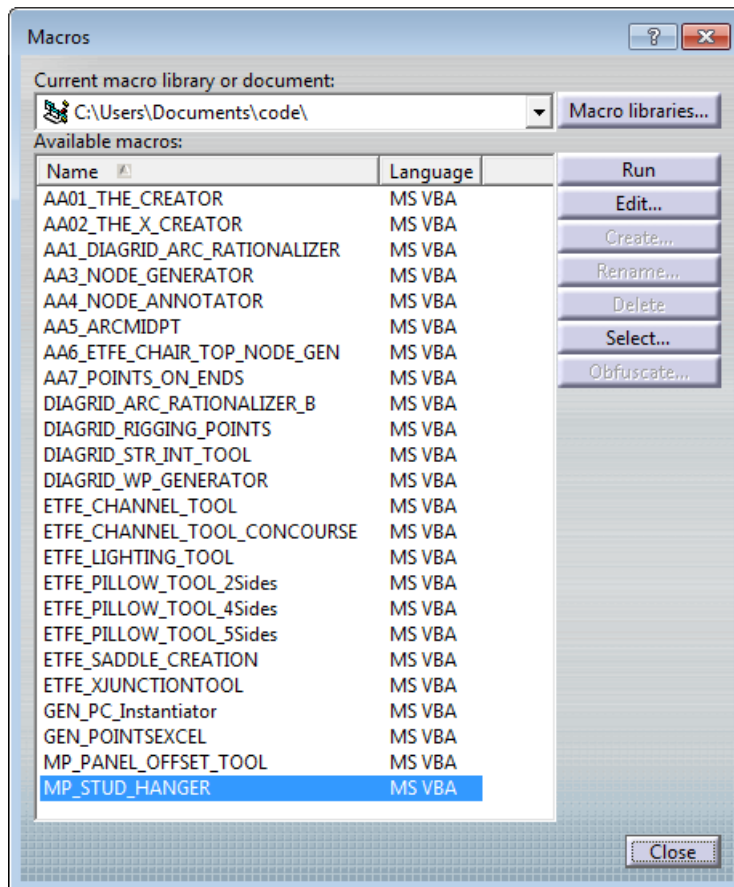 Macros
Current macro library or document:
C:\Users\Documents\code\ Macro libraries...
Available macros:
Name Language Run
AA01_THE_CREATOR MS VBA Edit...
AA02_THE_X_CREATOR MS VBA Create...
AA1_DIAGRID_ARC_RATIONALIZER MS VBA
AA3_NODE_GENERATOR MS VBA Rename...
AA4_NODE_ANNOTATOR MS VBA Delete
AA5_ARCMIDPT MS VBA Select...
AA6_ETFE_CHAIR_TOP_NODE_GEN MS VBA
AA7_POINTS_ON_ENDS MS VBA Obfuscate...
DIAGRID_ARC_RATIONALIZER_B MS VBA
DIAGRID_RIGGING_POINTS MS VBA
DIAGRID_STR_INT_TOOL MS VBA
DIAGRID_WP_GENERATOR MS VBA
ETFE_CHANNEL_TOOL MS VBA
ETFE_CHANNEL_TOOL_CONCOURSE MS VBA
ETFE_LIGHTING_TOOL MS VBA
ETFE_PILLOW_TOOL_2Sides MS VBA
ETFE_PILLOW_TOOL_4Sides MS VBA
ETFE_PILLOW_TOOL_5Sides MS VBA
ETFE_SADDLE_CREATION MS VBA
ETFE_XJUNCTIONTOOL MS VBA
GEN_PC_Instantiator MS VBA
GEN_POINTSEXCEL MS VBA
MP_PANEL_OFFSET_TOOL MS VBA
MP_STUD_HANGER MS VBA
Close